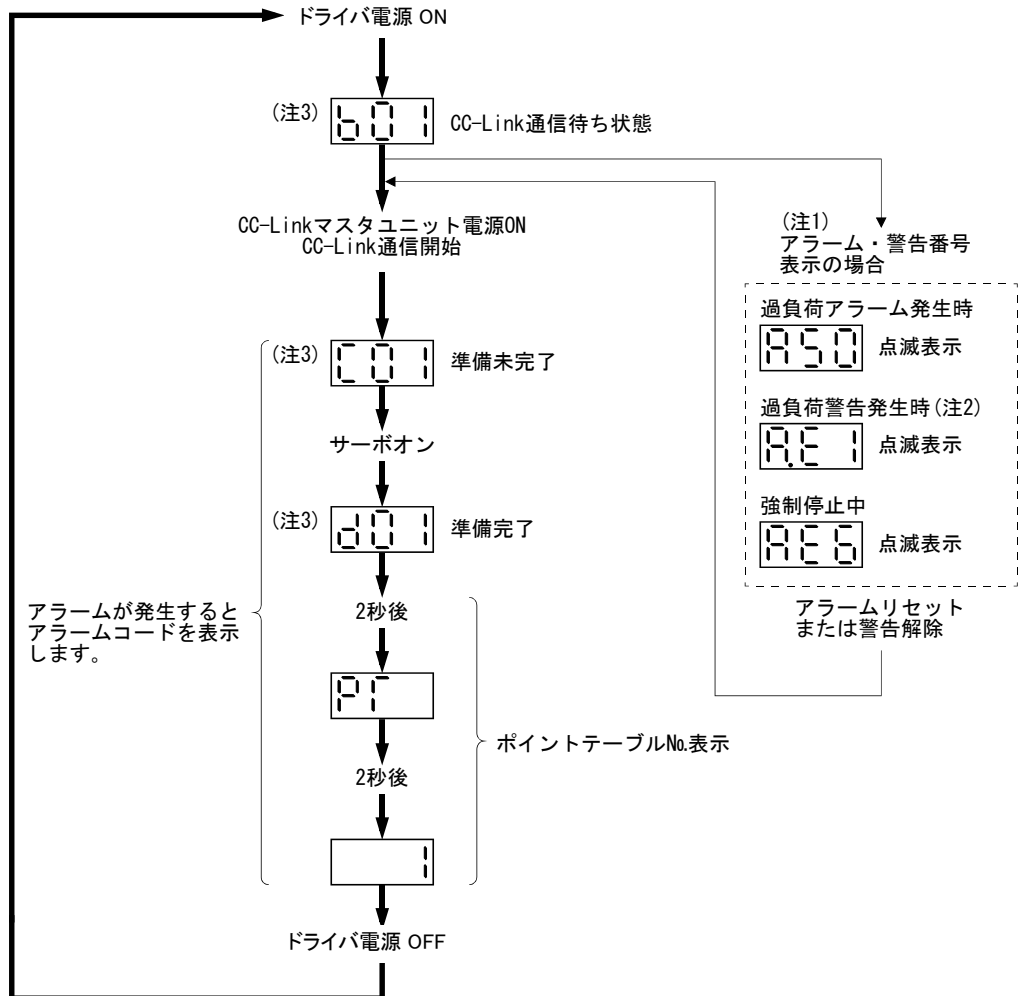 ドライバ電源 ON
(注3) b01 CC-Link通信待ち状態
CC-Linkマスタユニット電源ON
CC-Link通信開始
(注3) C01 準備未完了
サーボオン
(注3) d01 準備完了
2秒後
PT
2秒後
1
ドライバ電源 OFF
アラームが発生すると
アラームコードを表示
します。
ポイントテーブル№表示
(注1)
アラーム・警告番号
表示の場合
過負荷アラーム発生時
A50 点滅表示
過負荷警告発生時(注2)
A.E1 点滅表示
強制停止中
AE6 点滅表示
アラームリセット
または警告解除